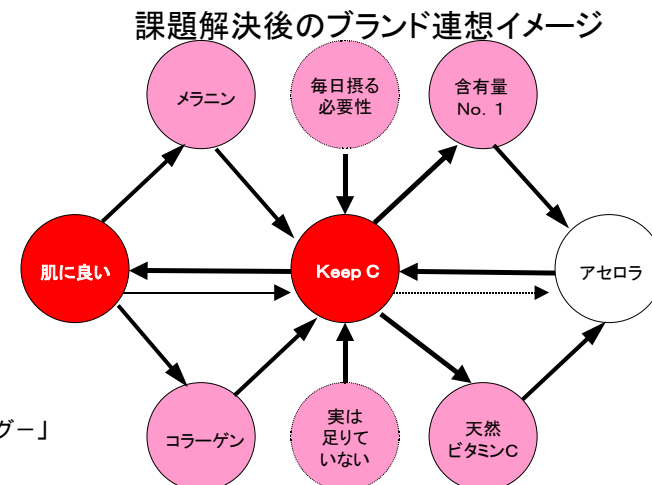 課題解決後のブランド連想イメージ
メラニン
毎日摂る
必要性
含有量
No. 1
肌に良い
Keep C
アセロラ
グー」
コラーゲン
実は
足りて
いない
天然
ビタミンC